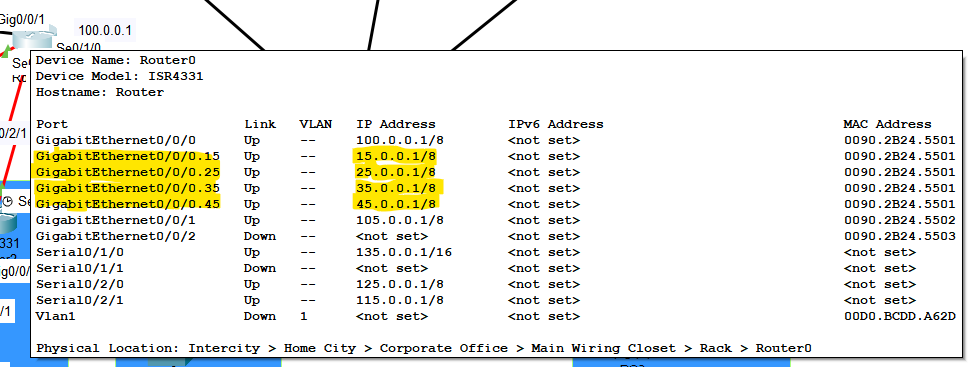 Gig0/0/1
100.0.0.1
Se0/1/0
Device Name: Router0
Device Model: ISR4331
Hostname: Router
Port Link VLAN IP Address IPv6 Address MAC Address
GigabitEthernet0/0/0 Up -- 100.0.0.1/8 <not set> 0090.2B24.5501
GigabitEthernet0/0/0.15 Up -- 15.0.0.1/8 <not set> 0090.2B24.5501
GigabitEthernet0/0/0.25 Up -- 25.0.0.1/8 <not set> 0090.2B24.5501
GigabitEthernet0/0/0.35 Up -- 35.0.0.1/8 <not set> 0090.2B24.5501
GigabitEthernet0/0/0.45 Up -- 45.0.0.1/8 <not set> 0090.2B24.5501
GigabitEthernet0/0/1 Up -- 105.0.0.1/8 <not set> 0090.2B24.5502
GigabitEthernet0/0/2 Down -- <not set> <not set> 0090.2B24.5503
Serial0/1/0 Up -- 135.0.0.1/16 <not set> <not set>
Serial0/1/1 Down -- <not set> <not set> <not set>
Serial0/2/0 Up -- 125.0.0.1/8 <not set> <not set>
Serial0/2/1 Up -- 115.0.0.1/8 <not set> <not set>
Vlan1 Down 1 <not set> <not set> 00D0.BCDD.A62D
Physical Location: Intercity > Home City > Corporate Office > Main Wiring Closet > Rack > Router0
0/2/1
Se
331
ig0/0/
/1